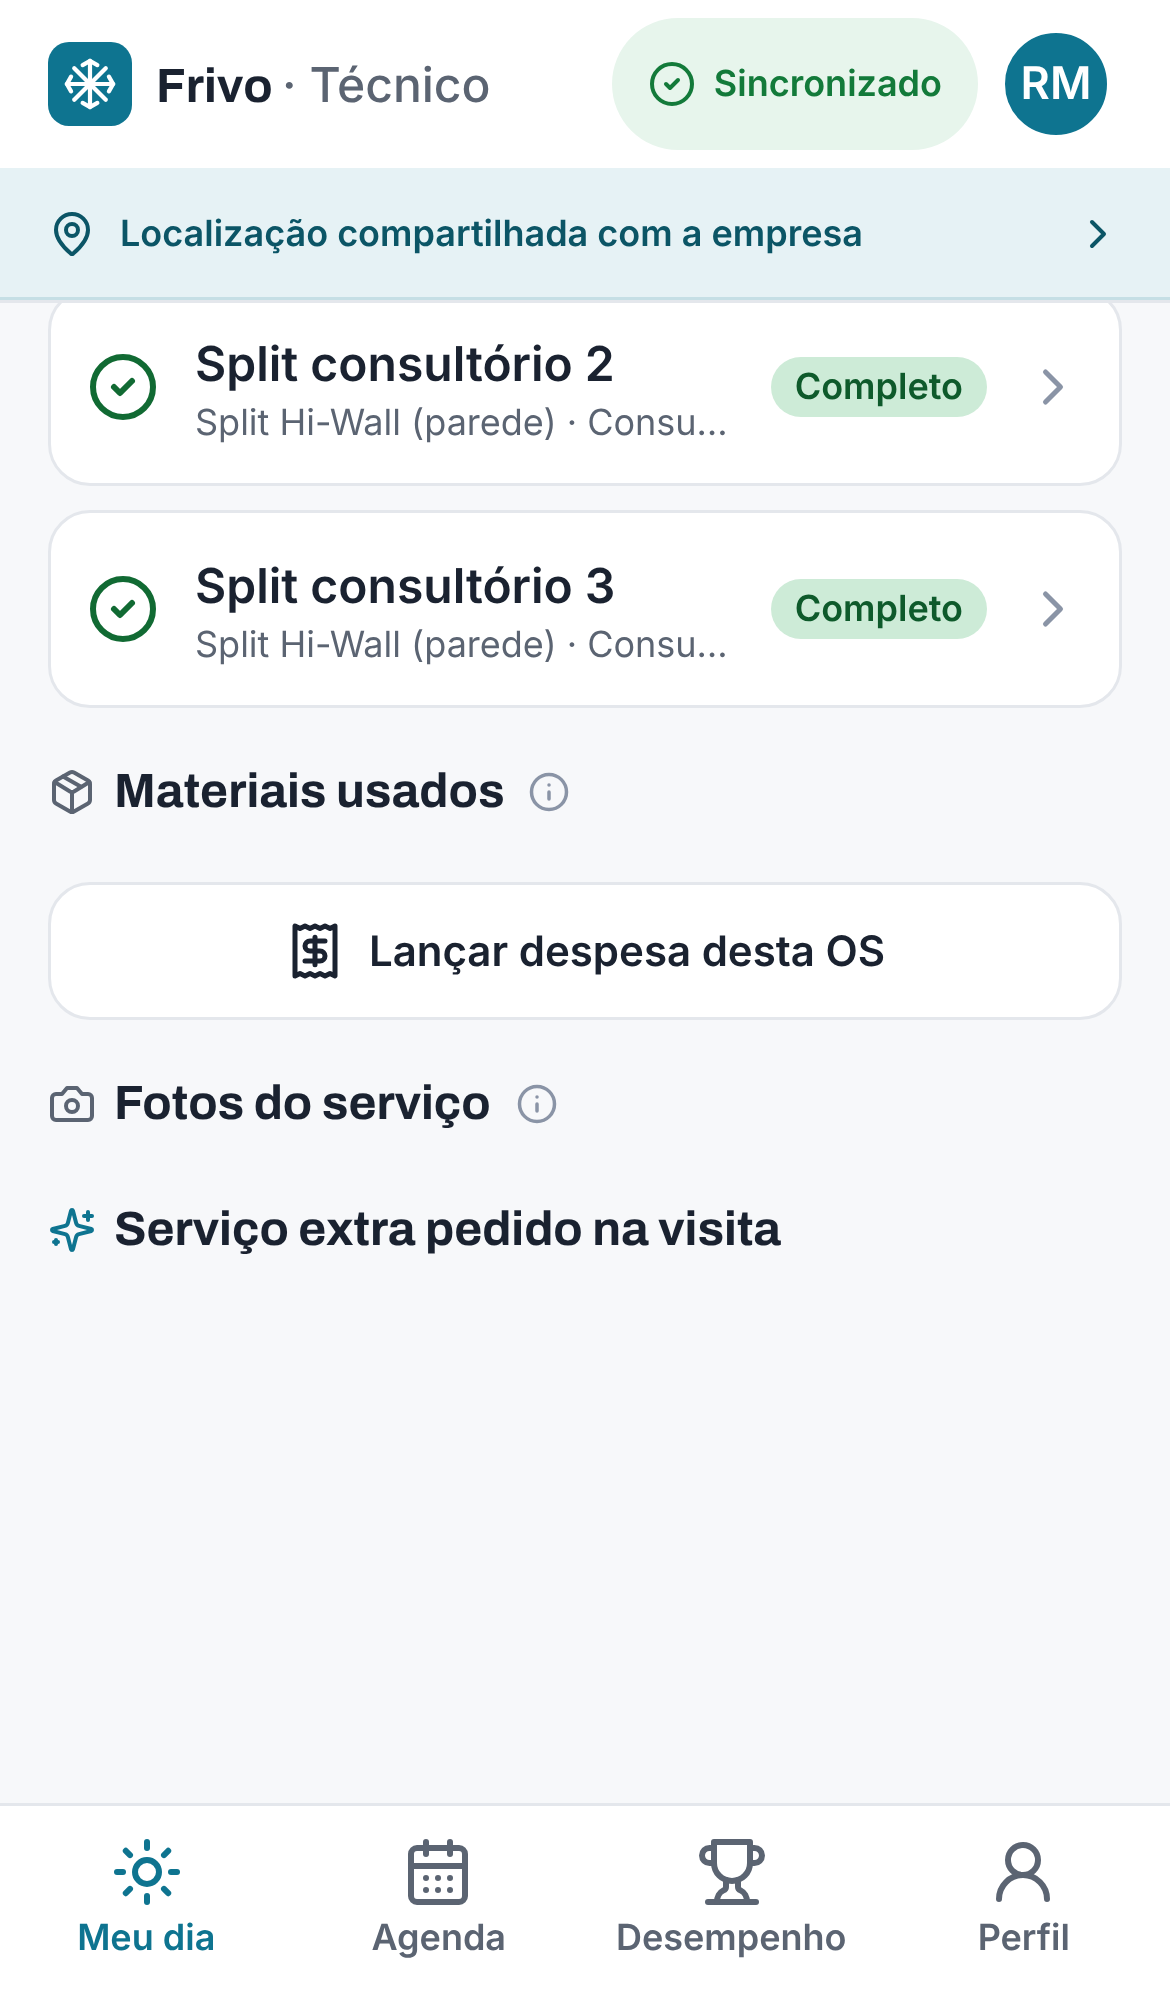 Frivo · Técnico
Sincronizado
RM
Localização compartilhada com a empresa
Split consultório 2
Completo
Split Hi-Wall (parede) · Consu...
Split consultório 3
Completo
Split Hi-Wall (parede) · Consu...
Materiais usados
Lançar despesa desta OS
Fotos do serviço
Serviço extra pedido na visita
Meu dia
Agenda
Desempenho
Perfil